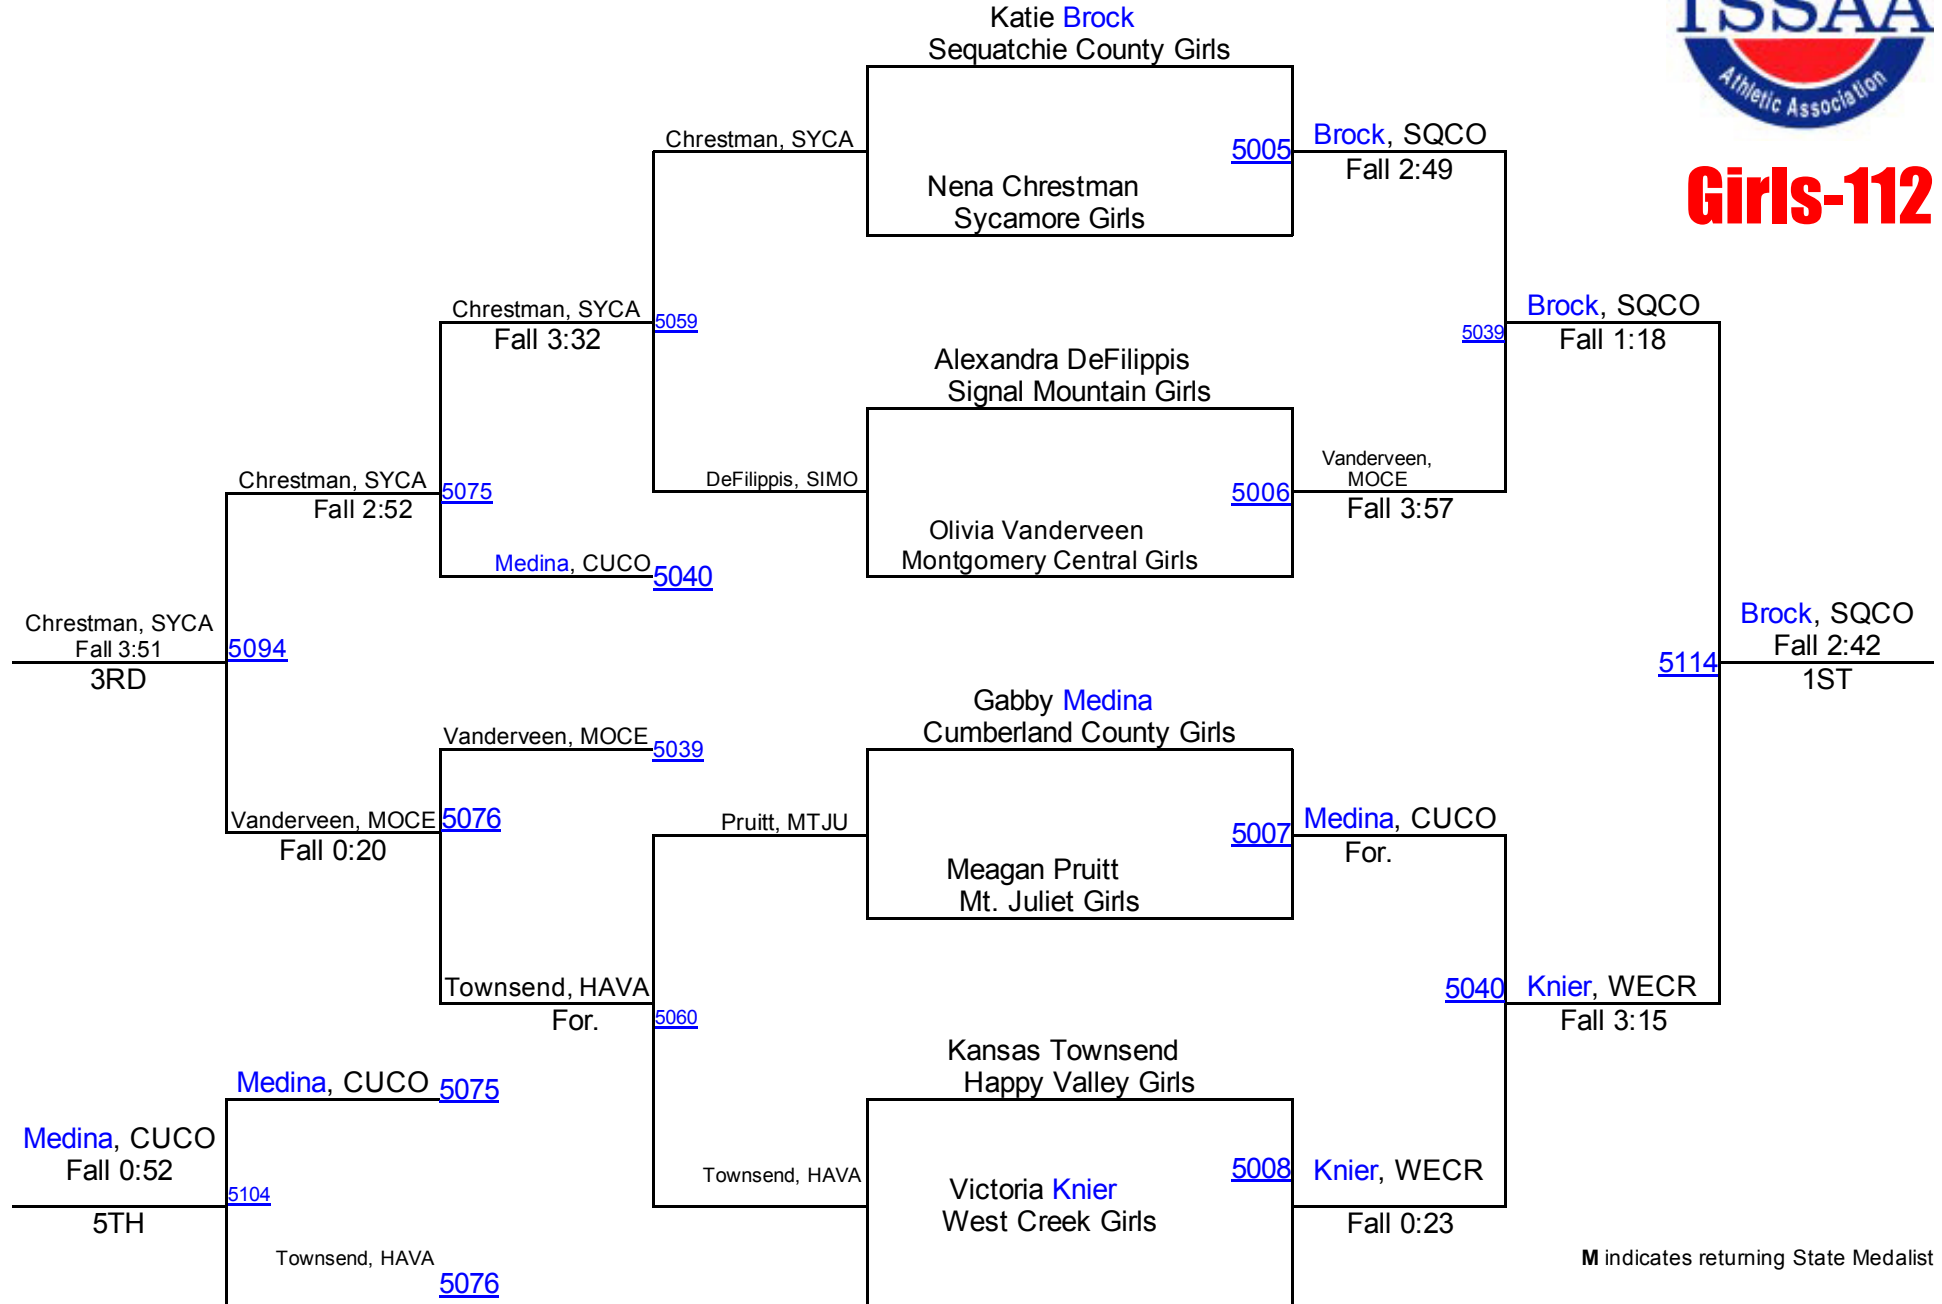 TSSAA
Athletic Association
Girls-112
Katie Brock
Sequatchie County Girls
Chrestman, SYCA
5005
Brock, SQCO
Fall 2:49
Nena Chrestman
Sycamore Girls
Chrestman, SYCA
Fall 3:32
5059
5039
Brock, SQCO
Fall 1:18
Alexandra DeFilippis
Signal Mountain Girls
Chrestman, SYCA
Fall 2:52
5075
DeFilippis, SIMO
5006
Vanderveen,
MOCE
Fall 3:57
Olivia Vanderveen
Montgomery Central Girls
Medina, CUCO
5040
Chrestman, SYCA
Fall 3:51
3RD
5094
5114
Brock, SQCO
Fall 2:42
1ST
Gabby Medina
Cumberland County Girls
Vanderveen, MOCE
5039
Vanderveen, MOCE
Fall 0:20
5076
Pruitt, MTJU
5007
Medina, CUCO
For.
Meagan Pruitt
Mt. Juliet Girls
Townsend, HAVA
For.
5060
5040
Knier, WECR
Fall 3:15
Kansas Townsend
Happy Valley Girls
Medina, CUCO
5075
Medina, CUCO
Fall 0:52
5TH
5104
Townsend, HAVA
5008
Knier, WECR
Fall 0:23
Victoria Knier
West Creek Girls
Townsend, HAVA
5076
M indicates returning State Medalist